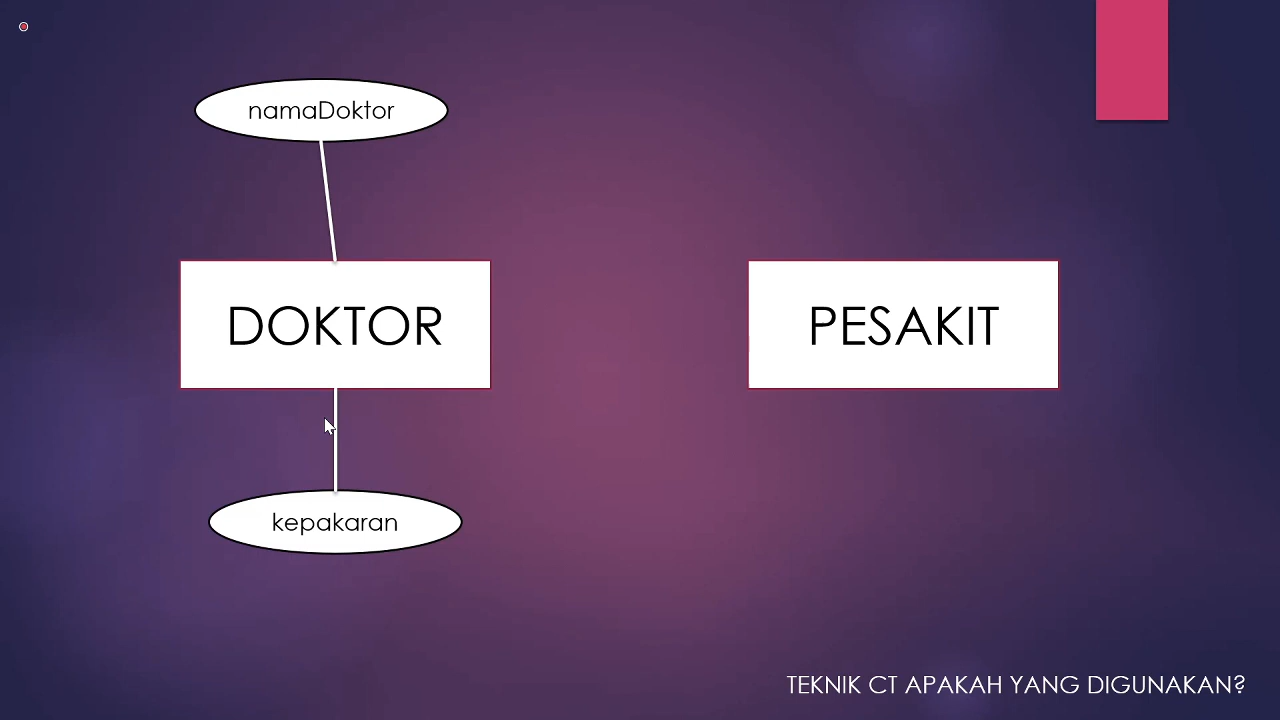 namaDoktor
DOKTOR
PESAKIT
kepakaran
TEKNIK CT APAKAH YANG DIGUNAKAN?